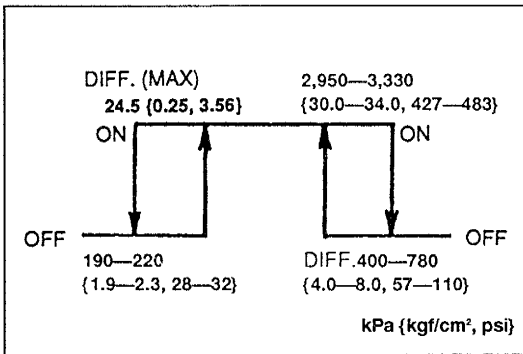 DIFF. (MAX)
24.5 {0.25, 3.56}
2,950—3,330
{30.0—34.0, 427—483}
ON
ON
OFF
OFF
190—220
{1.9—2.3, 28—32}
DIFF.400—780
{4.0—8.0, 57—110}
kPa {kgf/cm², psi}